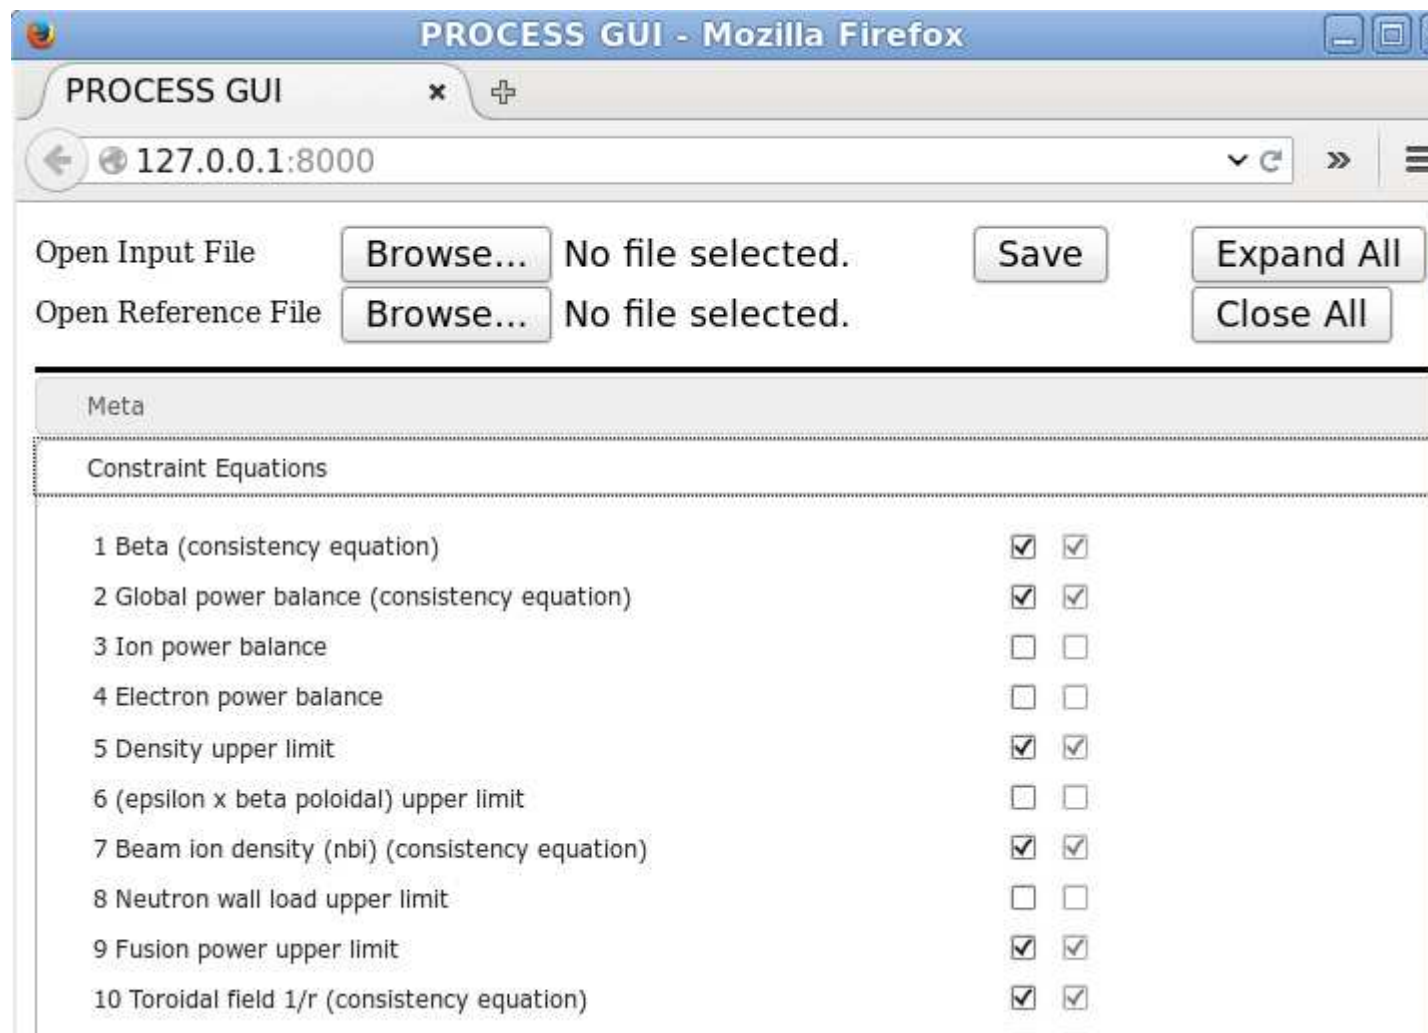 PROCESS GUI - Mozilla Firefox
PROCESS GUI
127.0.0.1:8000
Open Input File Browse... No file selected. Save Expand All
Open Reference File Browse... No file selected. Close All
Meta
Constraint Equations
1 Beta (consistency equation)
2 Global power balance (consistency equation)
3 Ion power balance
4 Electron power balance
5 Density upper limit
6 (epsilon x beta poloidal) upper limit
7 Beam ion density (nbi) (consistency equation)
8 Neutron wall load upper limit
9 Fusion power upper limit
10 Toroidal field 1/r (consistency equation)